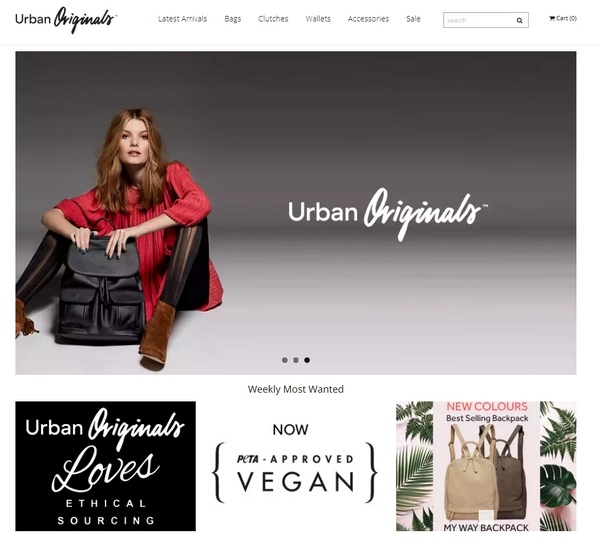 Urban Originals™
Latest Arrivals Bags Clutches Wallets Accessories Sale
search
Cart (0)
Urban Originals™
Weekly Most Wanted
Urban Originals
Loves
ETHICAL
SOURCING
NOW
PETA-APPROVED
VEGAN
NEW COLOURS
Best Selling Backpack
MY WAY BACKPACK